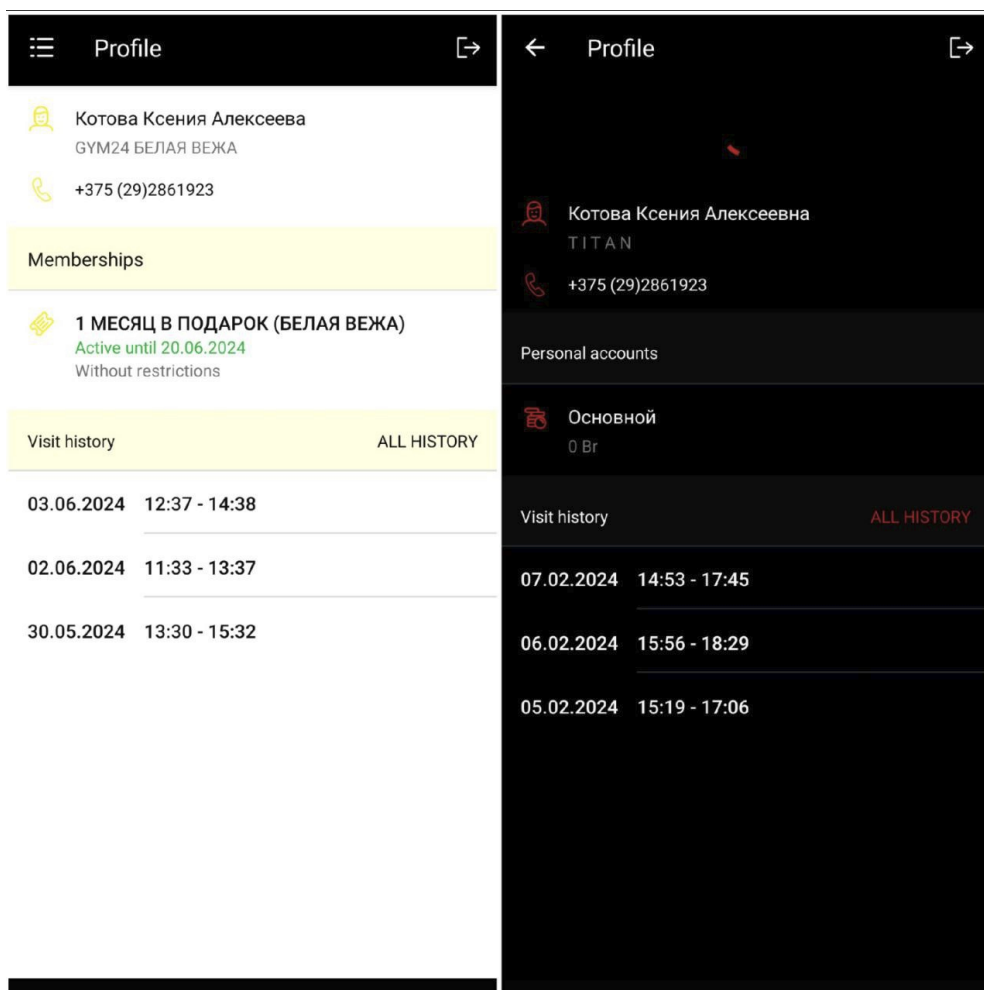 Profile
Котова Ксения Алексеева
GYM24 БЕЛАЯ ВЕЖА
+375 (29)2861923
Memberships
1 МЕСЯЦ В ПОДАРОК (БЕЛАЯ ВЕЖА)
Active until 20.06.2024
Without restrictions
Visit history ALL HISTORY
03.06.2024 12:37 - 14:38
02.06.2024 11:33 - 13:37
30.05.2024 13:30 - 15:32
Profile
Котова Ксения Алексеевна
TITAN
+375 (29)2861923
Personal accounts
Основной
0 Br
Visit history ALL HISTORY
07.02.2024 14:53 - 17:45
06.02.2024 15:56 - 18:29
05.02.2024 15:19 - 17:06